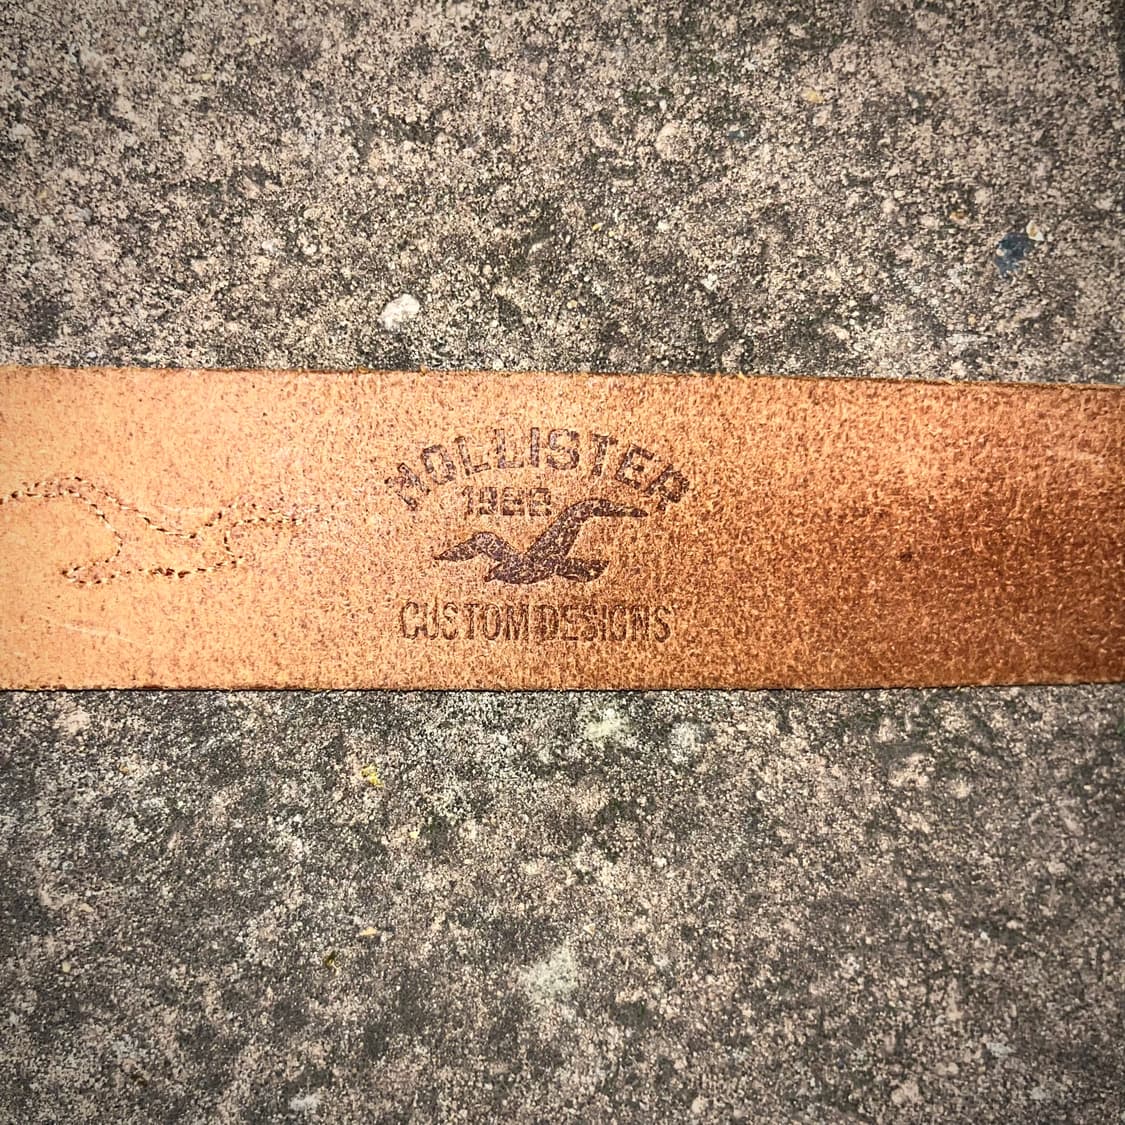 HOLLISTER
1922
CUSTOM DESIGNS